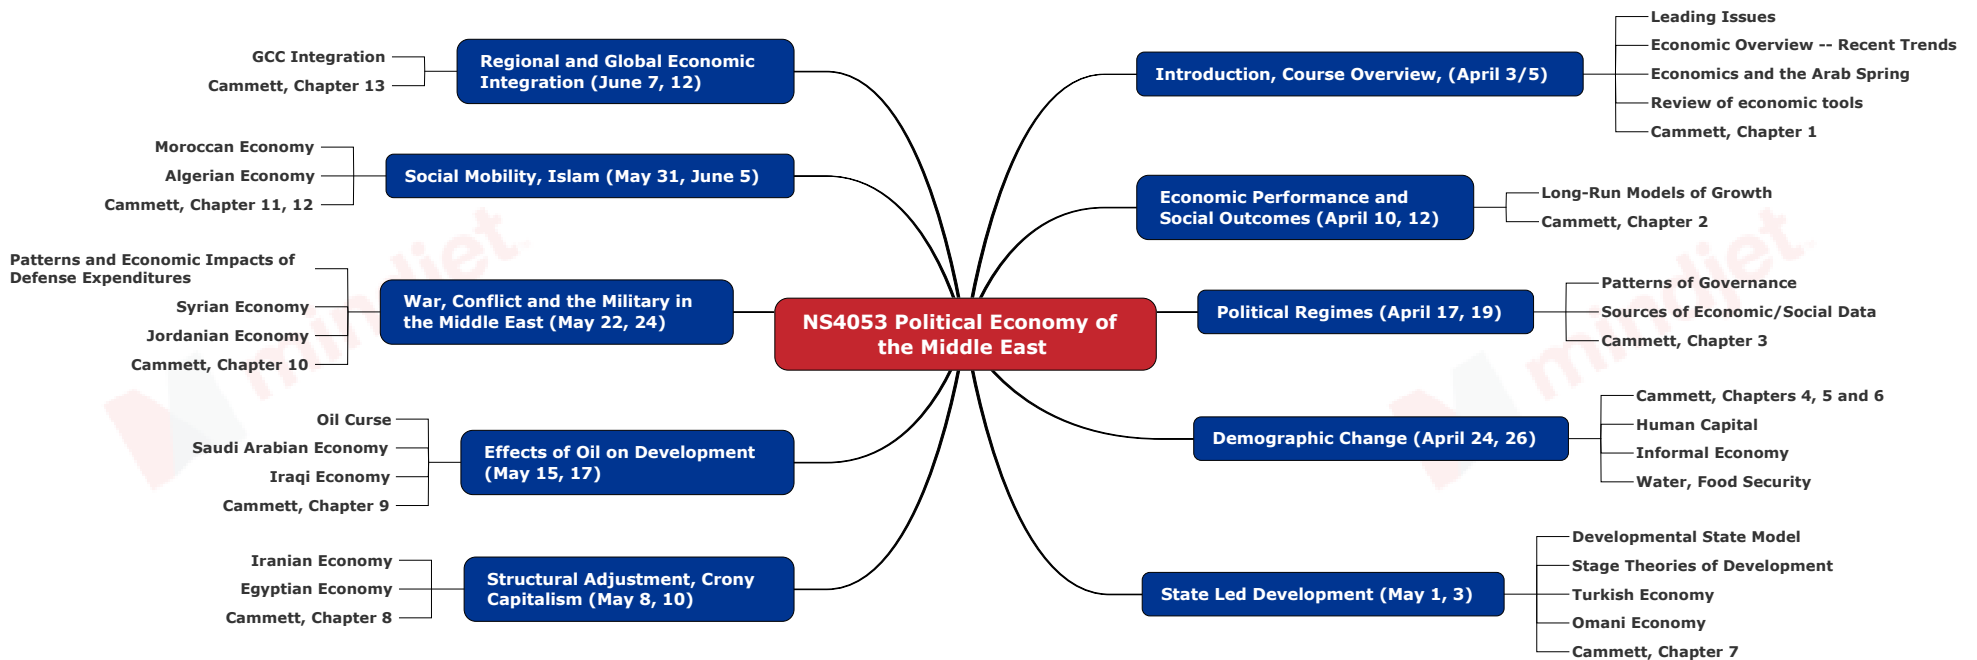 NS4053 Political Economy of
the Middle East
Introduction, Course Overview, (April 3/5)
Leading Issues
Economic Overview -- Recent Trends
Economics and the Arab Spring
Review of economic tools
Cammett, Chapter 1
Economic Performance and
Social Outcomes (April 10, 12)
Long-Run Models of Growth
Cammett, Chapter 2
Political Regimes (April 17, 19)
Patterns of Governance
Sources of Economic/Social Data
Cammett, Chapter 3
Demographic Change (April 24, 26)
Cammett, Chapters 4, 5 and 6
Human Capital
Informal Economy
Water, Food Security
State Led Development (May 1, 3)
Developmental State Model
Stage Theories of Development
Turkish Economy
Omani Economy
Cammett, Chapter 7
Structural Adjustment, Crony
Capitalism (May 8, 10)
Iranian Economy
Egyptian Economy
Cammett, Chapter 8
Effects of Oil on Development
(May 15, 17)
Oil Curse
Saudi Arabian Economy
Iraqi Economy
Cammett, Chapter 9
War, Conflict and the Military in
the Middle East (May 22, 24)
Patterns and Economic Impacts of
Defense Expenditures
Syrian Economy
Jordanian Economy
Cammett, Chapter 10
Social Mobility, Islam (May 31, June 5)
Moroccan Economy
Algerian Economy
Cammett, Chapter 11, 12
Regional and Global Economic
Integration (June 7, 12)
GCC Integration
Cammett, Chapter 13
mindjet
mindjet